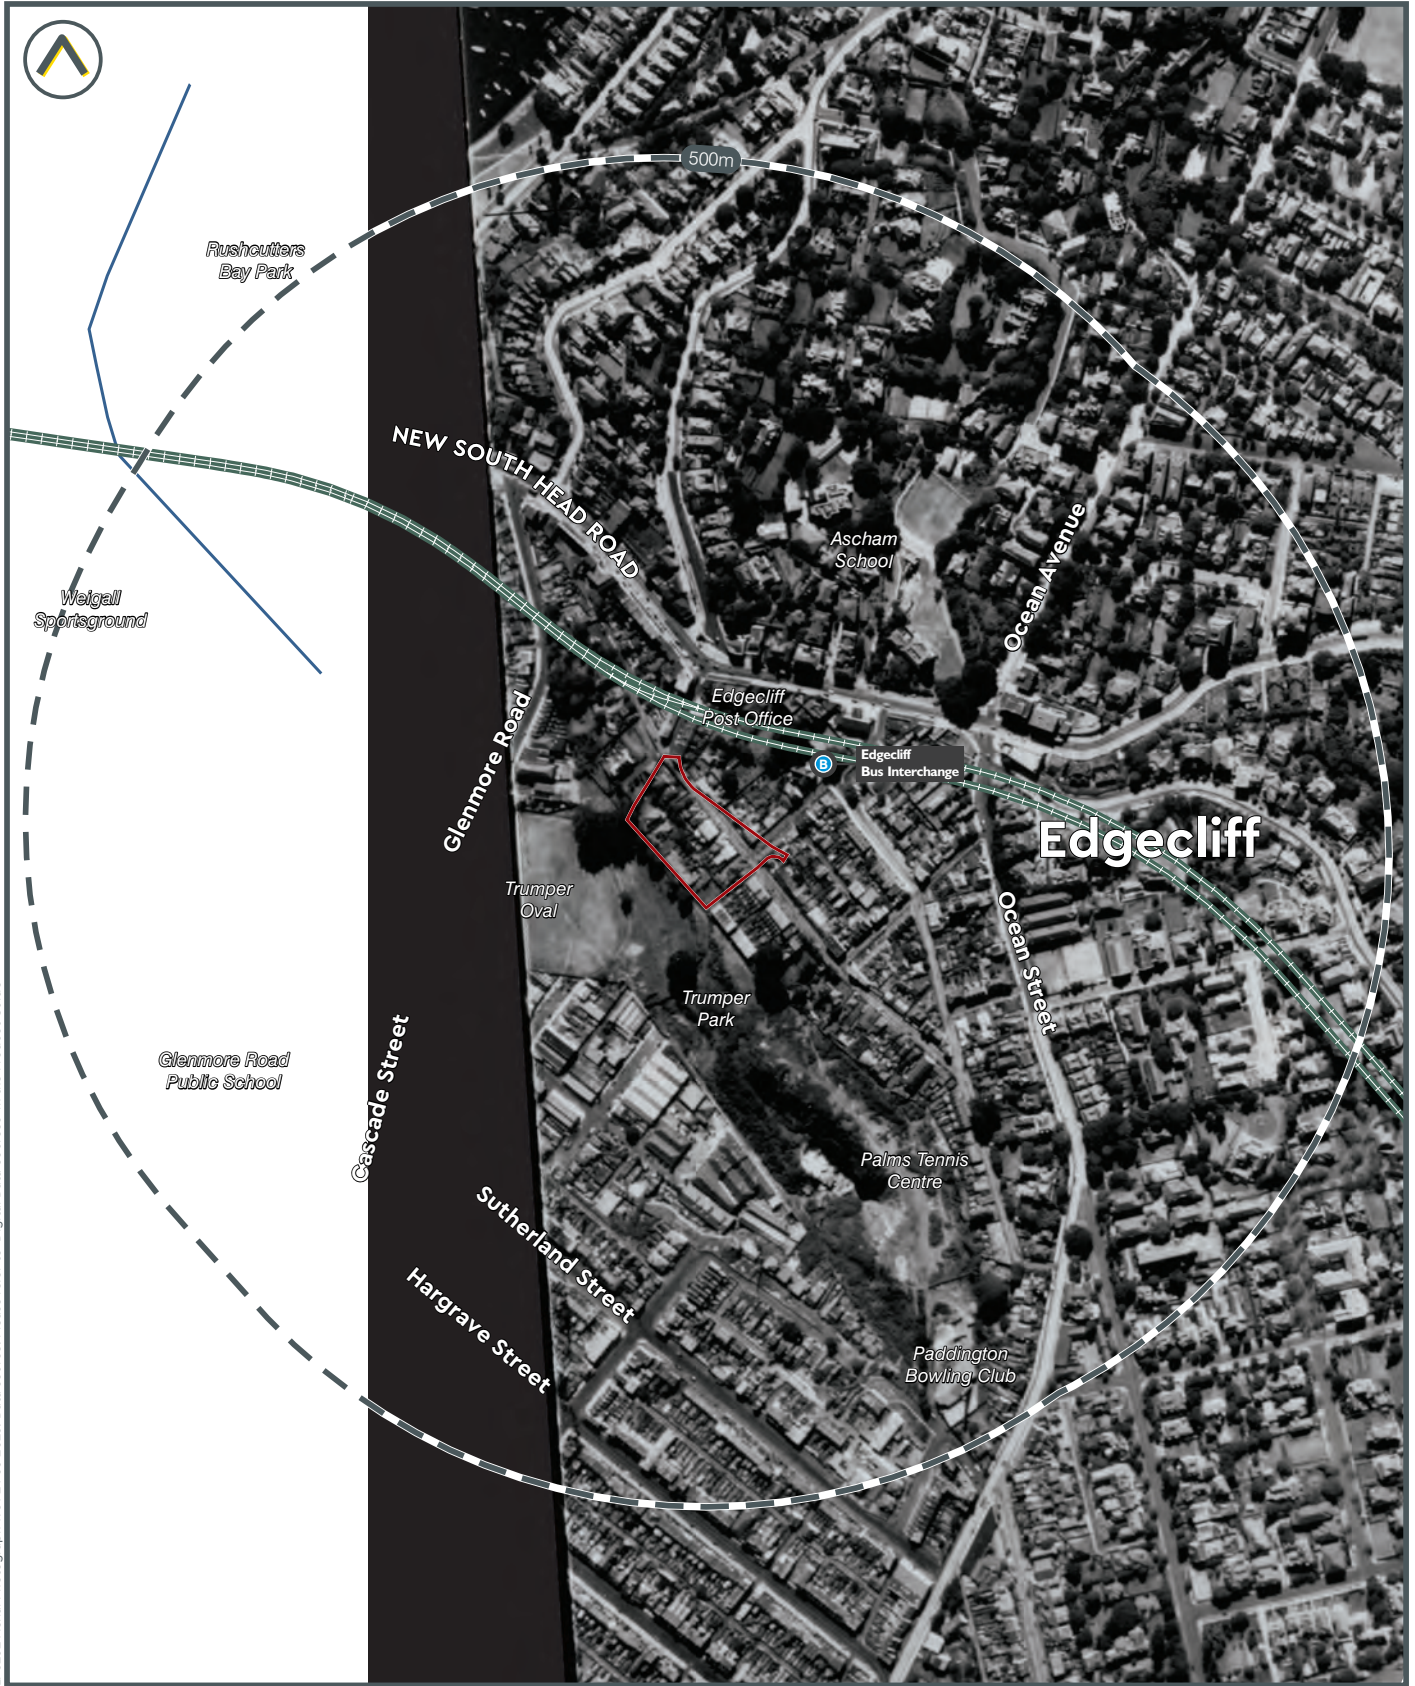 500m
Rushcutters
Bay Park
NEW SOUTH HEAD ROAD
Ascham
School
Ocean Avenue
Weigall
Sportsground
Edgecliff
Post Office
Glenmore Road
B
Edgecliff
Bus Interchange
Edgecliff
Trumper
Oval
Ocean Street
Trumper
Park
Cascade Street
Glenmore Road
Public School
Palms Tennis
Centre
Sutherland Street
Hargrave Street
Paddington
Bowling Club